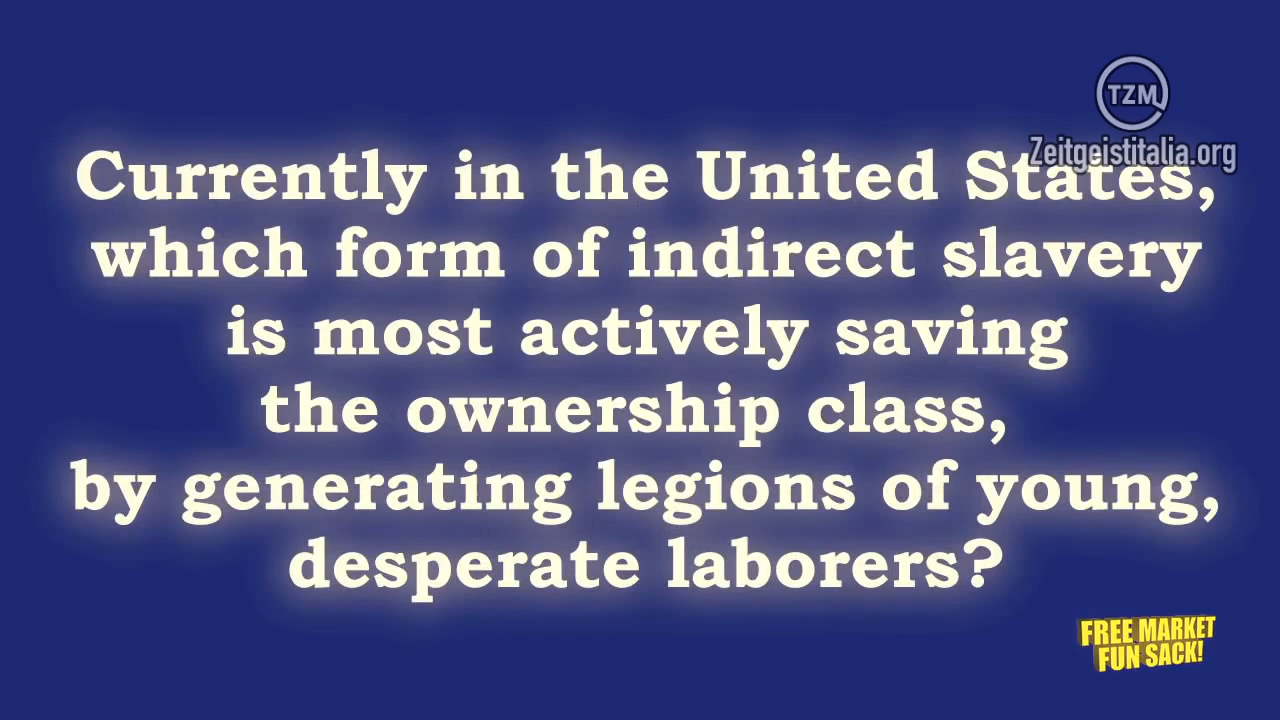 TZM
Zeitgeistitalia.org
Currently in the United States,
which form of indirect slavery
is most actively saving
the ownership class,
by generating legions of young,
desperate laborers?
FREE MARKET
FUN SACK!